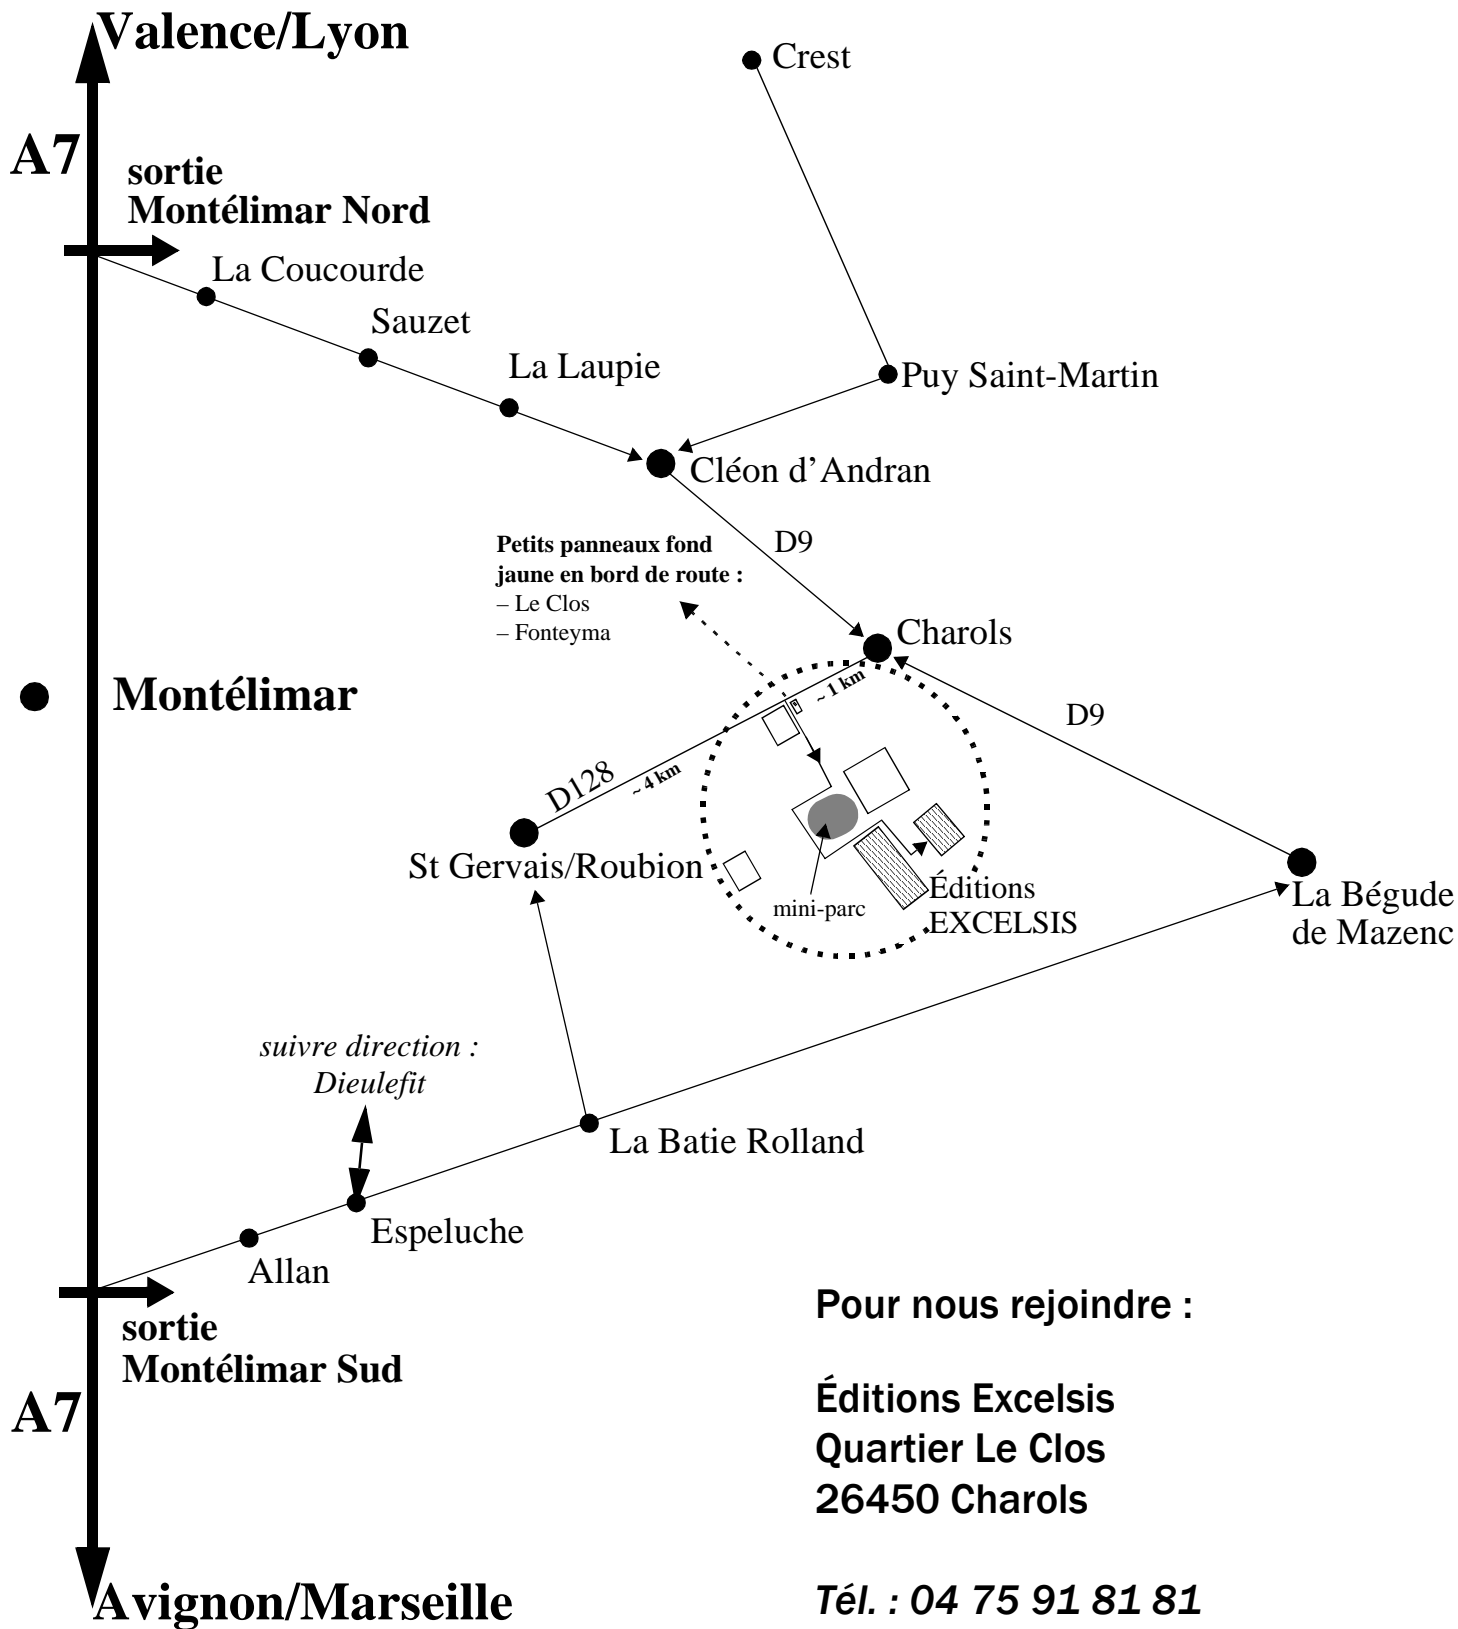 Valence/Lyon
Crest
A7
sortie
Montélimar Nord
La Coucourde
Sauzet
La Laupie
Puy Saint-Martin
Cléon d’Andran
D9
Petits panneaux fond
jaune en bord de route :
– Le Clos
– Fonteyma
Charols
~ 1 km
Montélimar
D9
D128
~ 4 km
St Gervais/Roubion
mini-parc
Éditions
EXCELSIS
La Bégude
de Mazenc
suivre direction :
Dieulefit
La Batie Rolland
Espeluche
Allan
sortie
Montélimar Sud
A7
Avignon/Marseille
Pour nous rejoindre :
Éditions Excelsis
Quartier Le Clos
26450 Charols
Tél. : 04 75 91 81 81